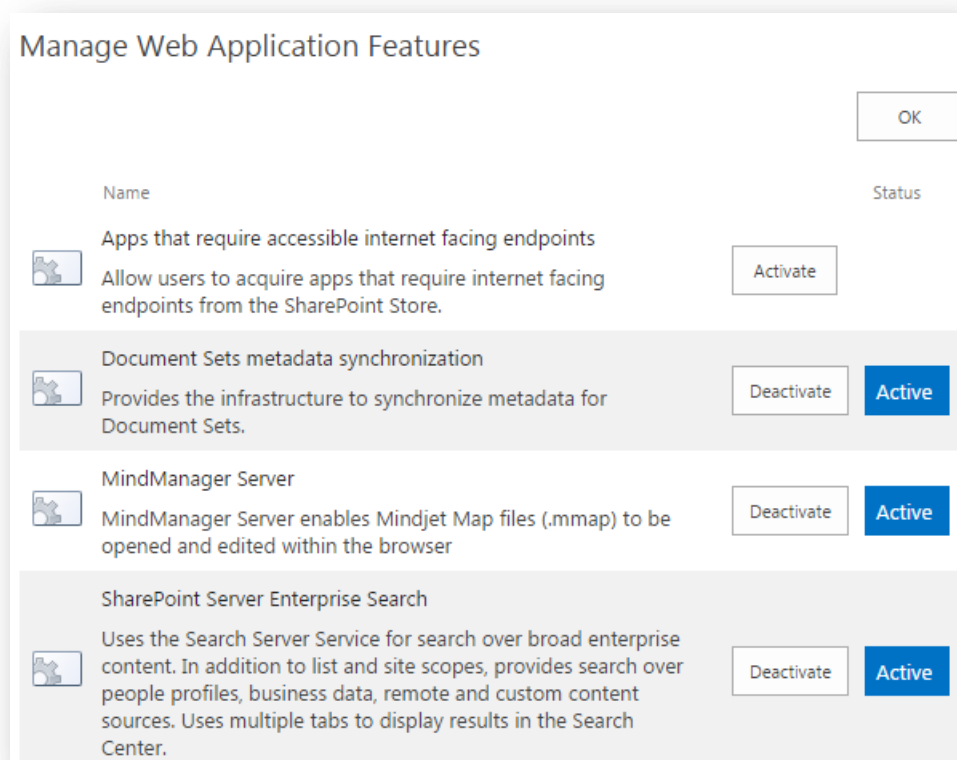 Manage Web Application Features
OK
Name
Status
Apps that require accessible internet facing endpoints
Allow users to acquire apps that require internet facing
endpoints from the SharePoint Store.
Activate
Document Sets metadata synchronization
Provides the infrastructure to synchronize metadata for
Document Sets.
Deactivate
Active
MindManager Server
MindManager Server enables Mindjet Map files (.mmap) to be
opened and edited within the browser
Deactivate
Active
SharePoint Server Enterprise Search
Uses the Search Server Service for search over broad enterprise
content. In addition to list and site scopes, provides search over
people profiles, business data, remote and custom content
sources. Uses multiple tabs to display results in the Search
Center.
Deactivate
Active